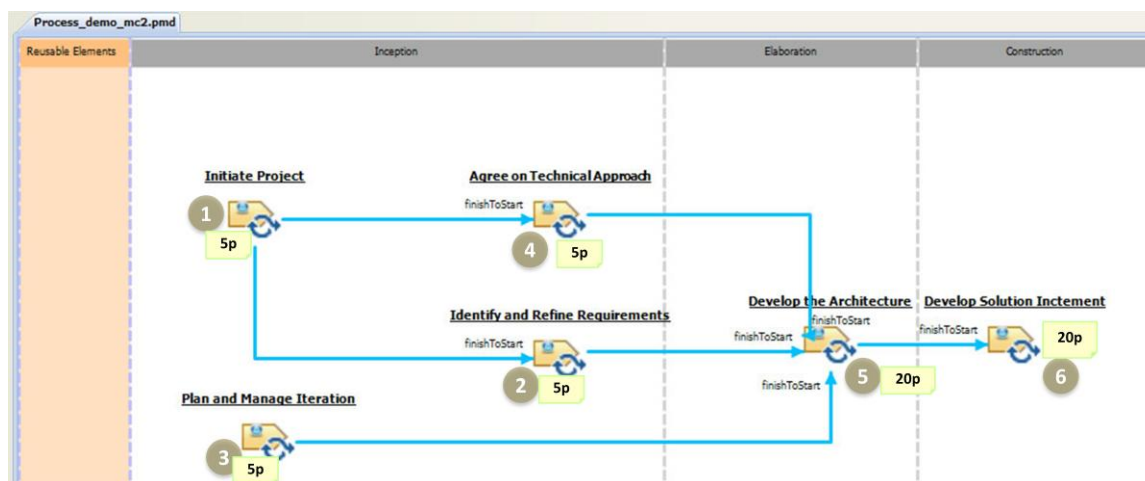 Process_demo_mc2.pmd
Reusable Elements
Inception
Elaboration
Construction
Initiate Project
Agree on Technical Approach
finishToStart
1
5p
4
5p
Identify and Refine Requirements
Develop the Architecture
Develop Solution Inctement
finishToStart
finishToStart
finishToStart
finishToStart
20p
2
5p
5
20p
6
finishToStart
Plan and Manage Iteration
3
5p